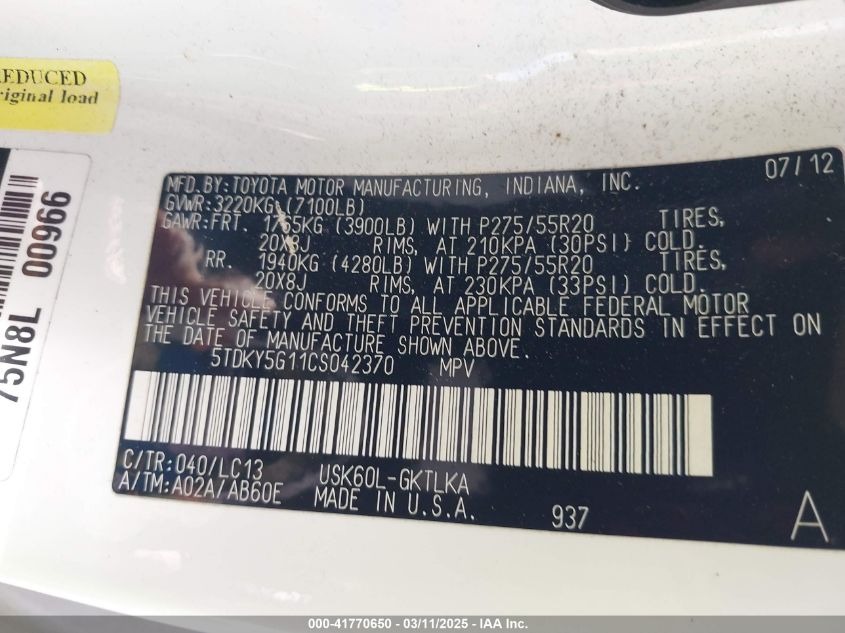 REDUCED
riginal load
75N8L 00966
07/12
MFD.BY:TOYOTA MOTOR MANUFACTURING, INDIANA, INC.
GVWR:3220KG (7100LB)
GAWR:FRT. 1765KG (3900LB) WITH P275/55R20 TIRES,
20X8J RIMS, AT 210KPA (30PSI) COLD.
RR. 1940KG (4280LB) WITH P275/55R20 TIRES,
20X8J RIMS, AT 230KPA (33PSI) COLD.
THIS VEHICLE CONFORMS TO ALL APPLICABLE FEDERAL MOTOR
VEHICLE SAFETY AND THEFT PREVENTION STANDARDS IN EFFECT ON
THE DATE OF MANUFACTURE SHOWN ABOVE.
5TDKY5G11CS042370 MPV
C/TR:040/LC13 USK60L-GKTLKA
A/TM:A02A/AB60E MADE IN U.S.A.
937
A
000-41770650 - 03/11/2025 - IAA Inc.